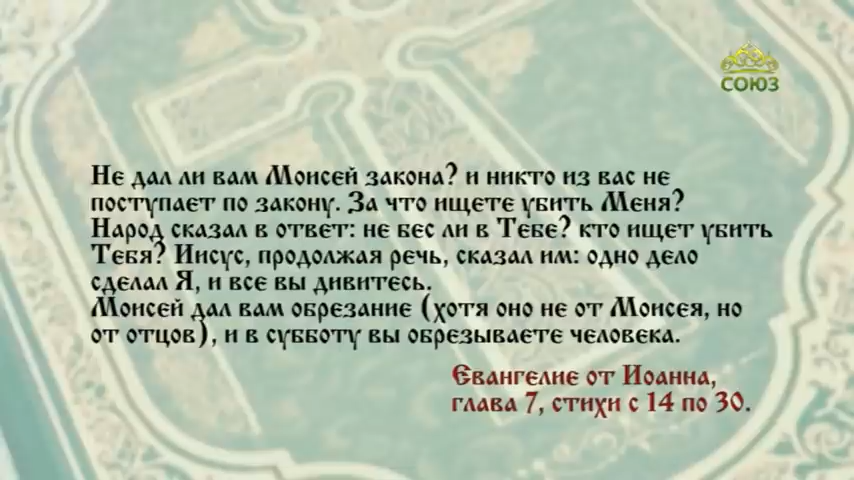 СОЮЗ
Не дал ли вам Моисей закона? и никто из вас не
поступает по закону. За что ищете убить Меня?
Народ сказал в ответ: не бес ли в Тебе? кто ищет убить
Тебя? Иисус, продолжая речь, сказал им: одно дело
сделал Я, и все вы дивитесь.
Моисей дал вам обрезание (хотя оно не от Моисея, но
от отцов), и в субботу вы обрезываете человека.
Евангелие от Иоанна,
глава 7, стихи с 14 по 30.